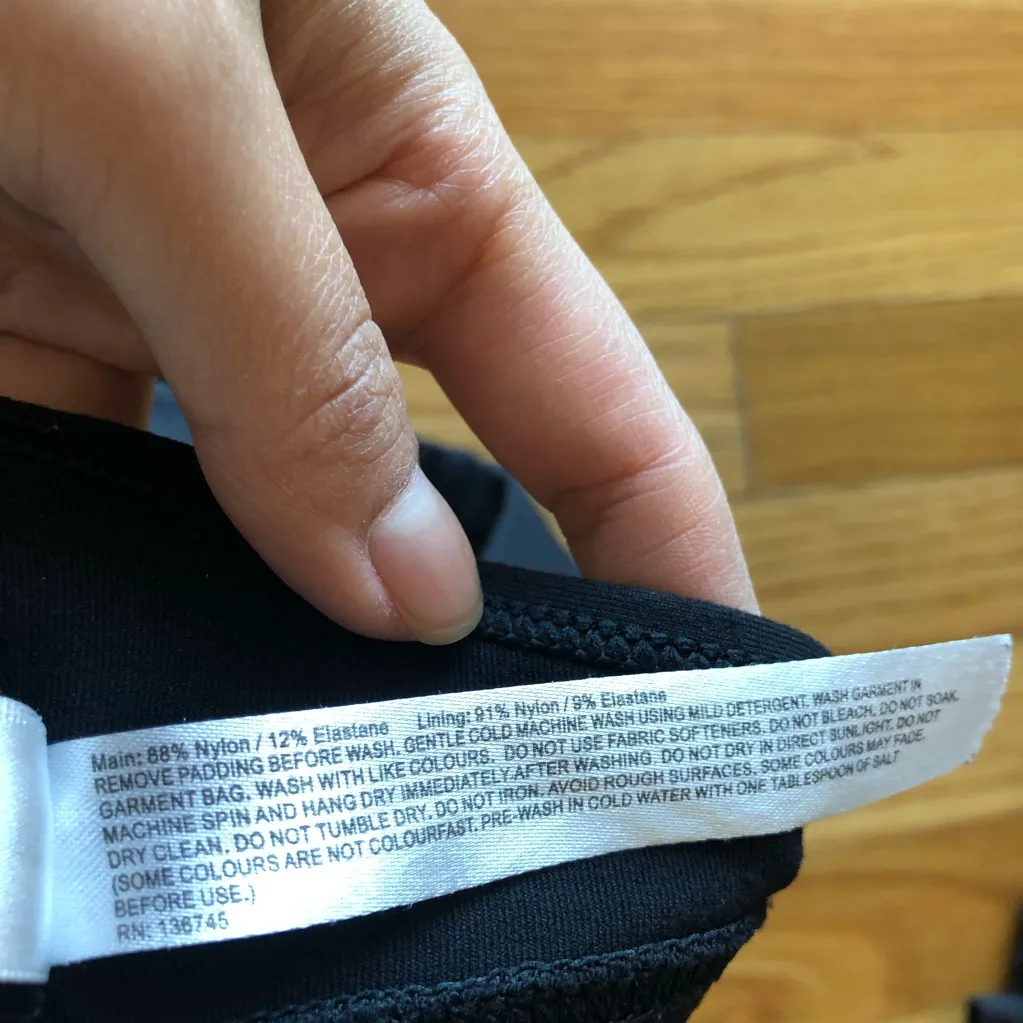 Main: 88% Nylon / 12% Elastane Lining: 91% Nylon / 9% Elastane
REMOVE PADDING BEFORE WASH. GENTLE COLD MACHINE WASH USING MILD DETERGENT. WASH GARMENT IN
GARMENT BAG. WASH WITH LIKE COLOURS. DO NOT USE FABRIC SOFTENERS. DO NOT BLEACH. DO NOT SOAK.
MACHINE SPIN AND HANG DRY IMMEDIATELY AFTER WASHING. DO NOT DRY IN DIRECT SUNLIGHT. DO NOT
DRY CLEAN. DO NOT TUMBLE DRY. DO NOT IRON. AVOID ROUGH SURFACES. SOME COLOURS MAY FADE.
(SOME COLOURS ARE NOT COLOURFAST. PRE-WASH IN COLD WATER WITH ONE TABLESPOON OF SALT
BEFORE USE.)
RN: 136745